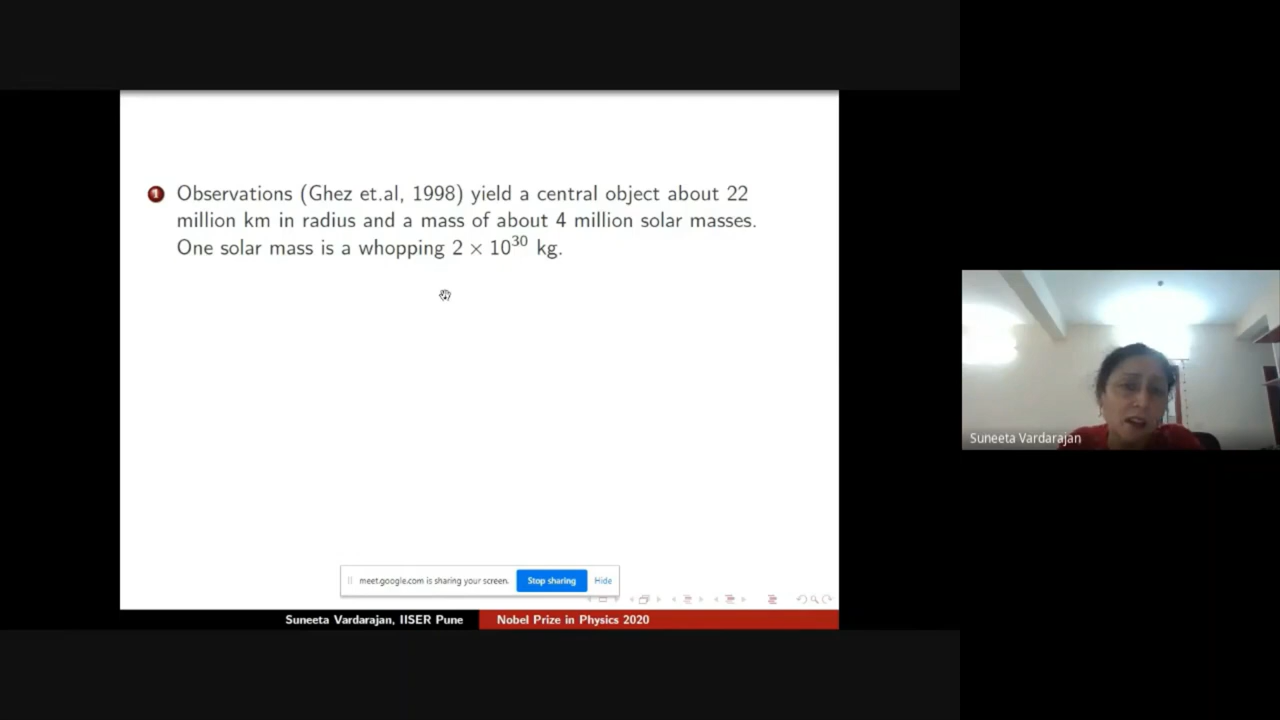 1 Observations (Ghez et.al, 1998) yield a central object about 22
million km in radius and a mass of about 4 million solar masses.
One solar mass is a whopping 2 × 10³⁰ kg.
Suneeta Vardarajan
meet.google.com is sharing your screen. Stop sharing Hide
Suneeta Vardarajan, IISER Pune Nobel Prize in Physics 2020